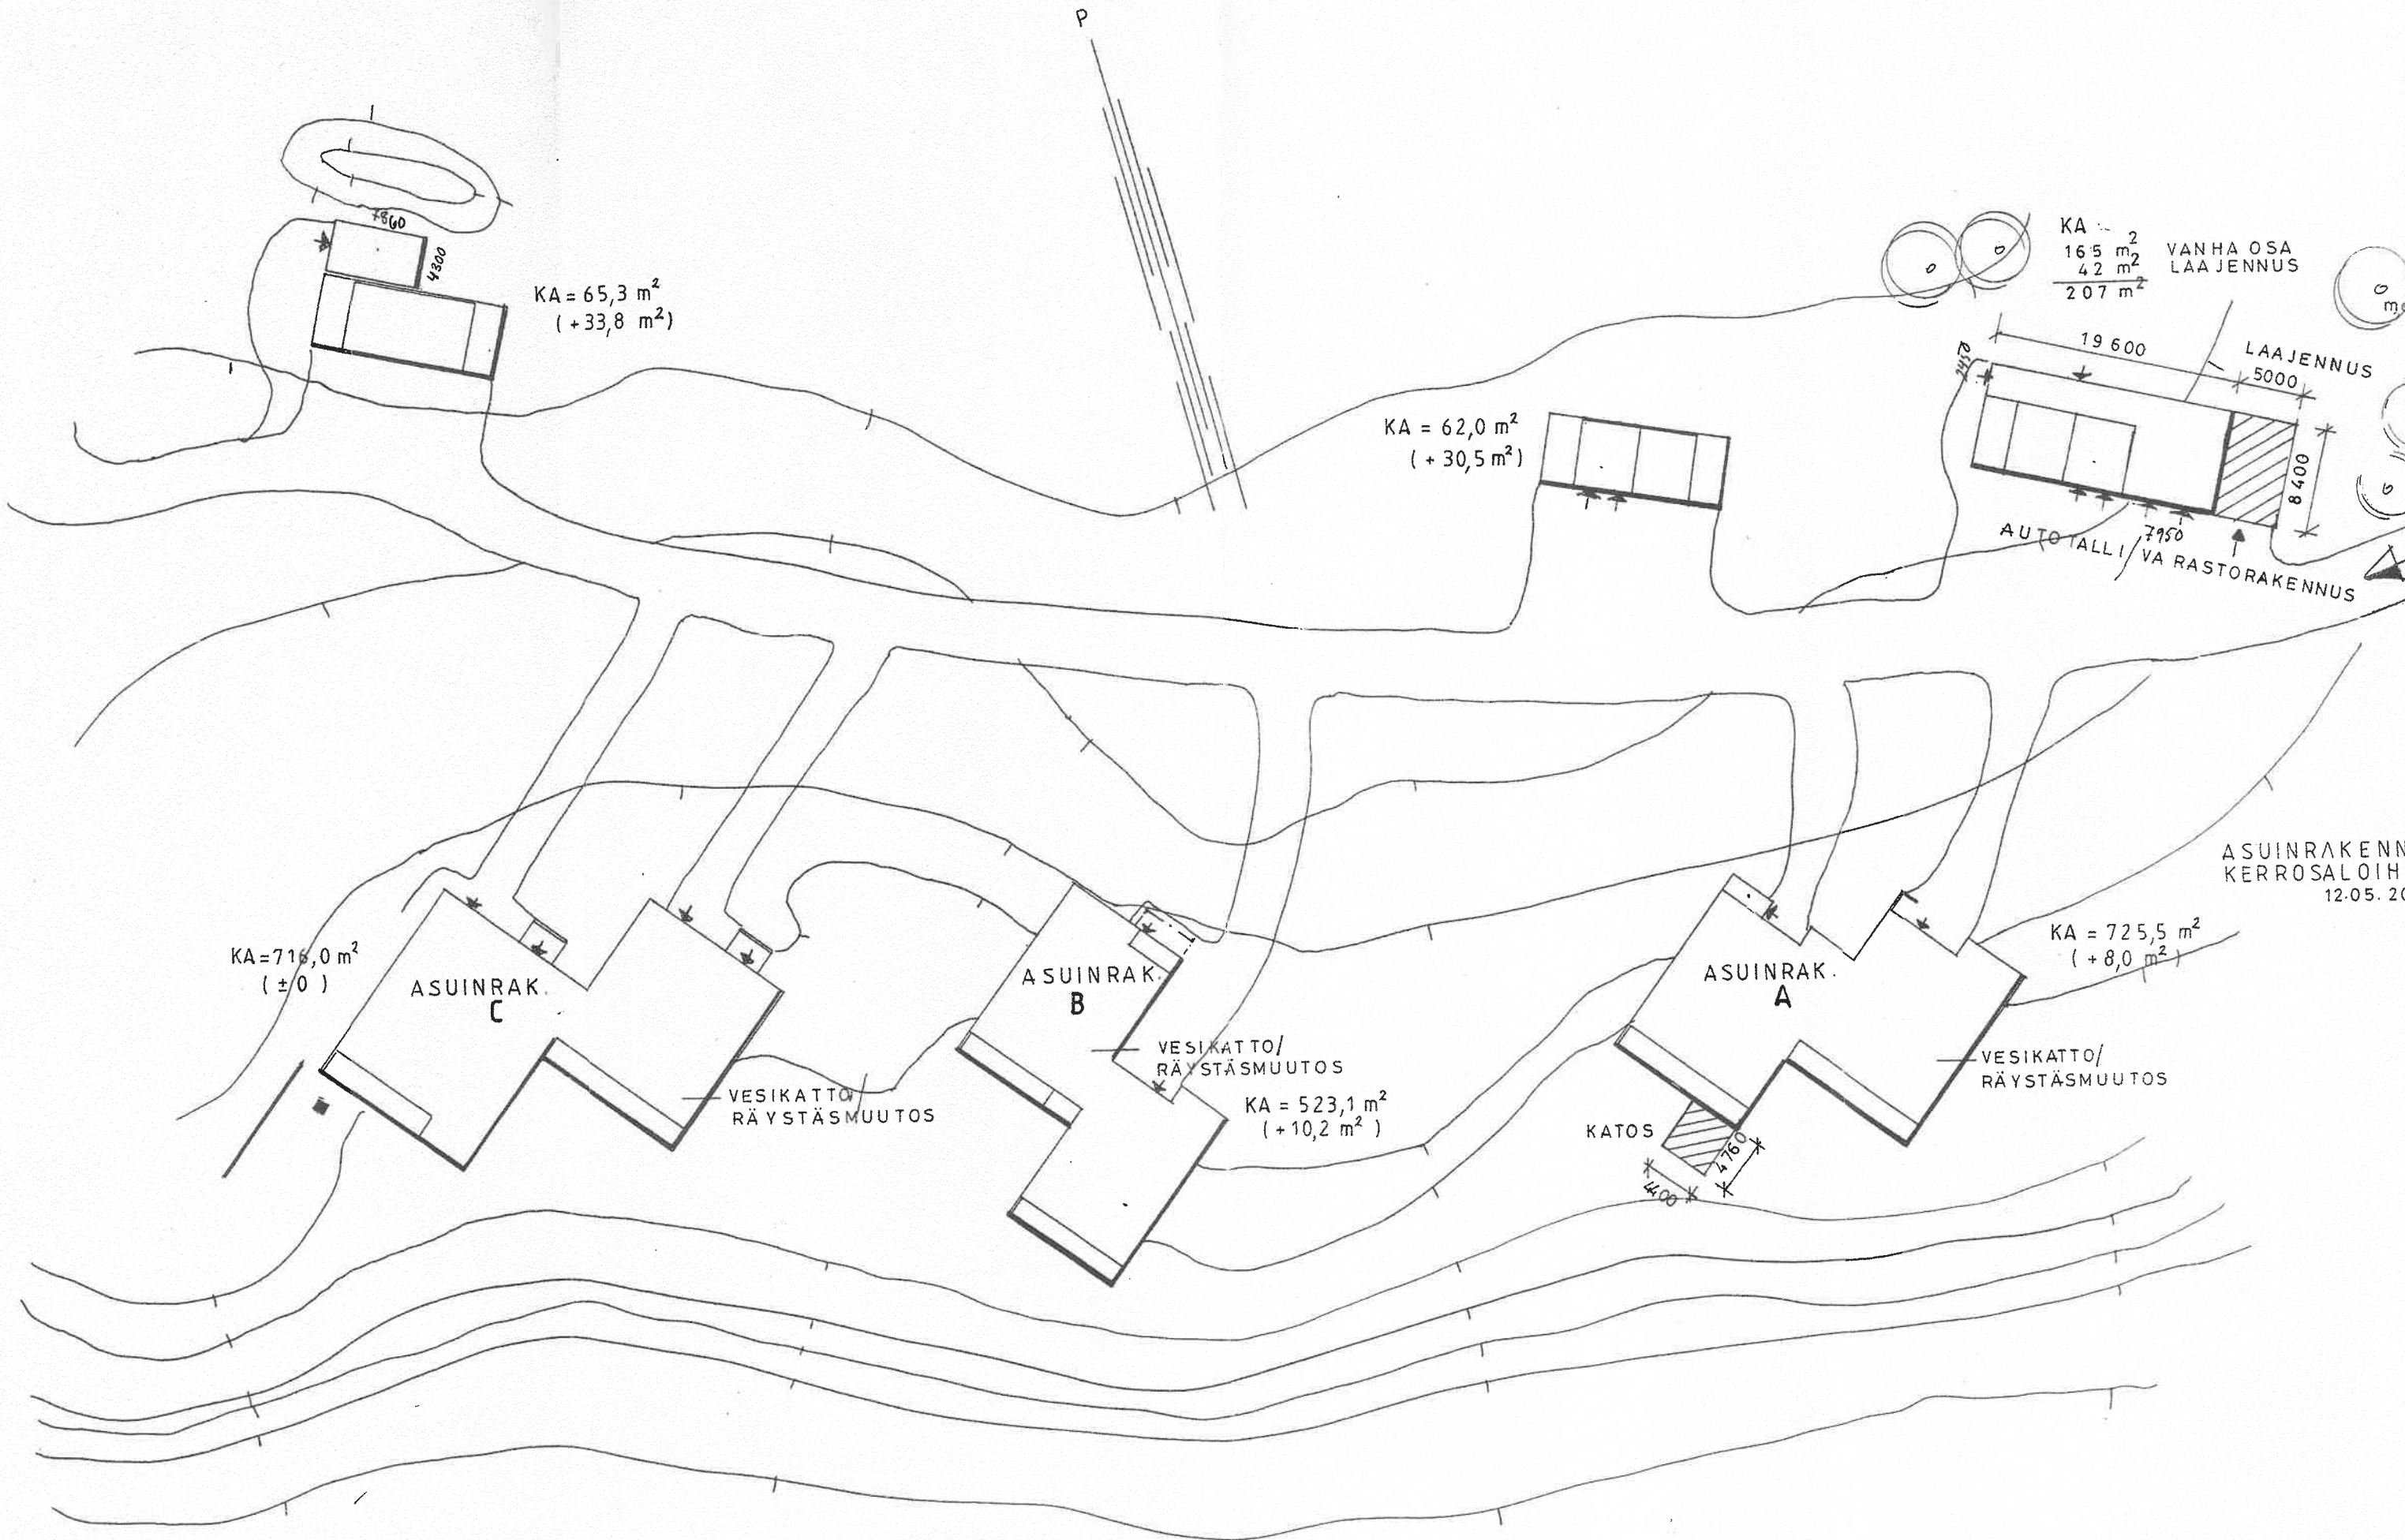 P
7860
4300
KA = 65,3 m²
( + 33,8 m²)
KA
165 m²
42 m²
207 m²
VANHA OSA
LAAJENNUS
19 600
LAAJENNUS
5000
2450
8400
KA = 62,0 m²
( + 30,5 m²)
7950
AUTOTALLI/VARASTORAKENNUS
ASUINRAKENN
KERROSALOIH
12.05.20
KA=716,0 m²
( ±0 )
ASUINRAK.
C
ASUINRAK.
B
ASUINRAK.
A
KA = 725,5 m²
( + 8,0 m² )
VESIKATTO/
RÄYSTÄSMUUTOS
VESIKATTO/
RÄYSTÄSMUUTOS
VESIKATTO/
RÄYSTÄSMUUTOS
KA = 523,1 m²
( + 10,2 m² )
KATOS
4760
4400